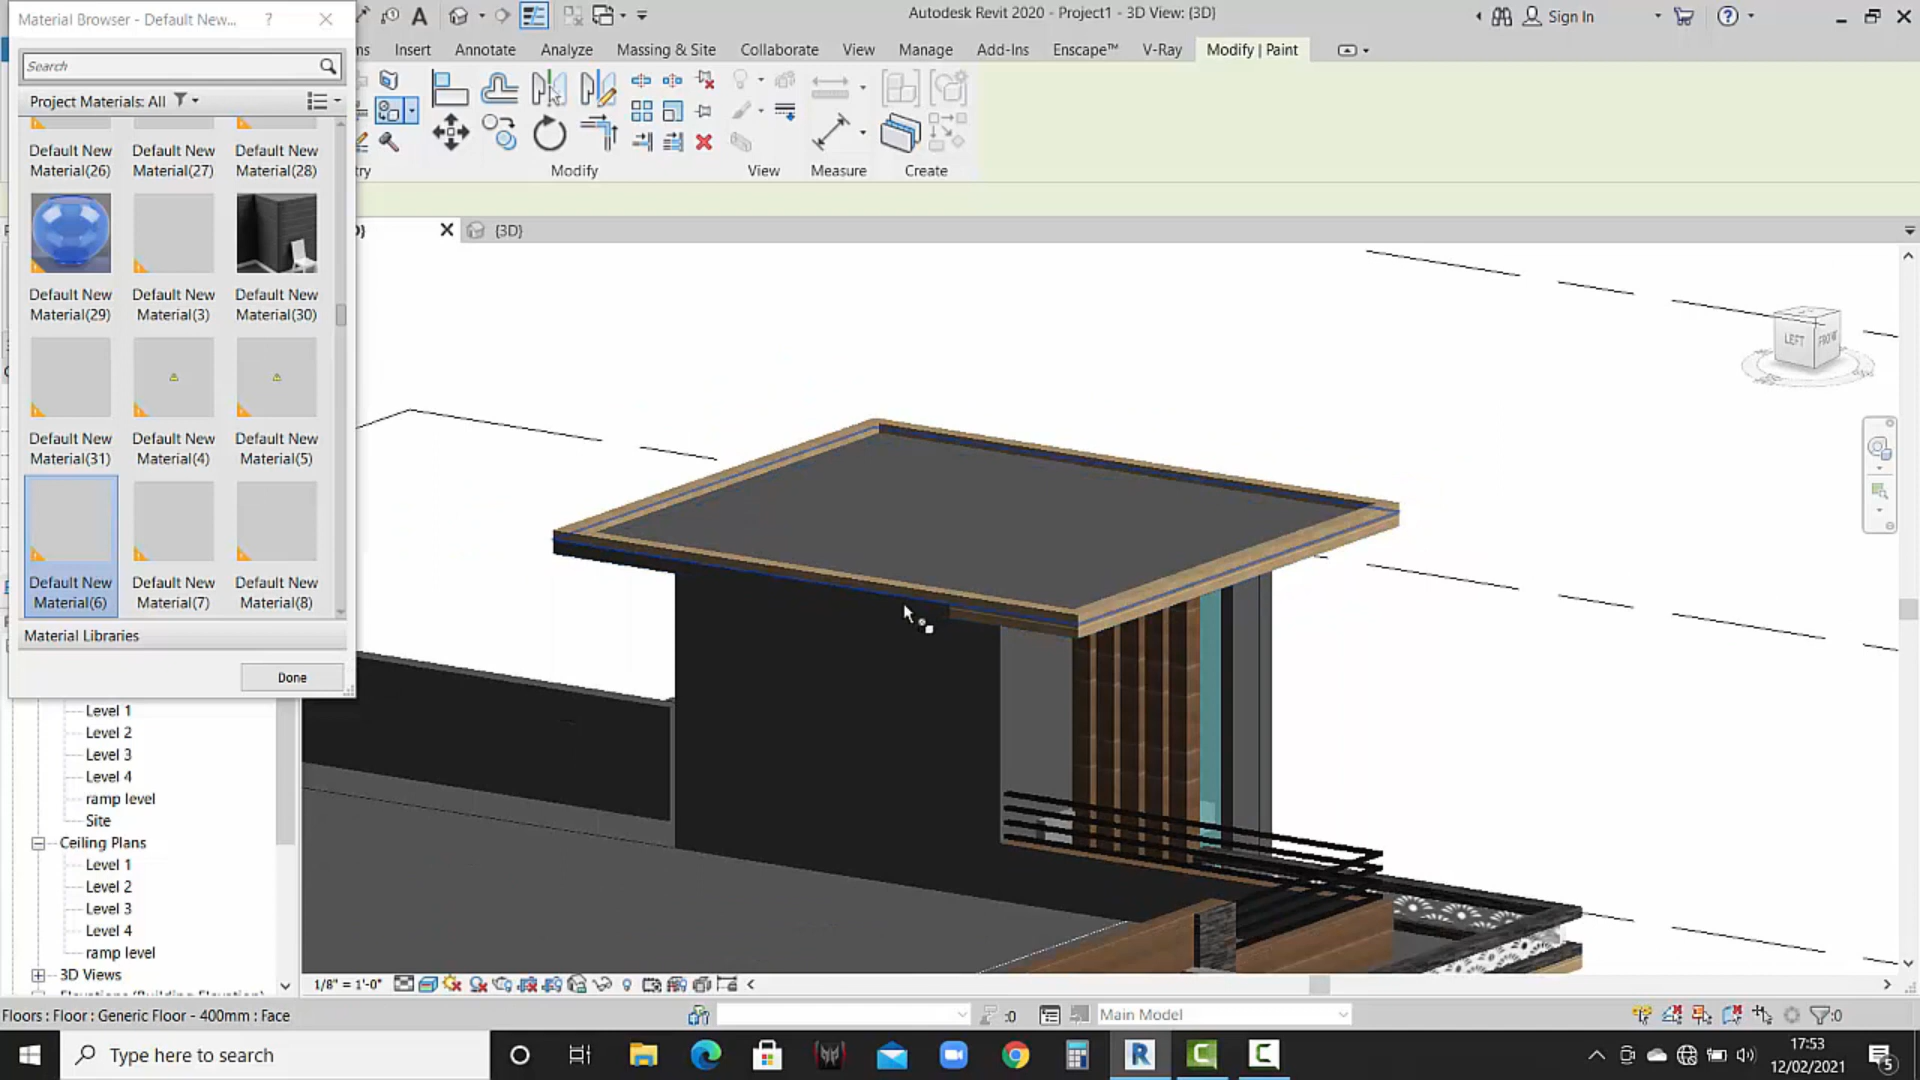 Material Browser - Default New... ?
Autodesk Revit 2020 - Project1 - 3D View: {3D}
Sign In
Insert Annotate Analyze Massing & Site Collaborate View Manage Add-Ins Enscape™ V-Ray Modify | Paint
Search
Project Materials: All
Default New Material(26)
Default New Material(27)
Default New Material(28)
Modify View Measure Create
{3D}
Default New Material(29)
Default New Material(3)
Default New Material(30)
LEFT FRONT
Default New Material(31)
Default New Material(4)
Default New Material(5)
Default New Material(6)
Default New Material(7)
Default New Material(8)
Material Libraries
Done
Level 1
Level 2
Level 3
Level 4
ramp level
Site
Ceiling Plans
Level 1
Level 2
Level 3
Level 4
ramp level
3D Views
1/8" = 1'-0"
Floors : Floor : Generic Floor - 400mm : Face
:0
Main Model
:0
Type here to search
17:53
12/02/2021
5